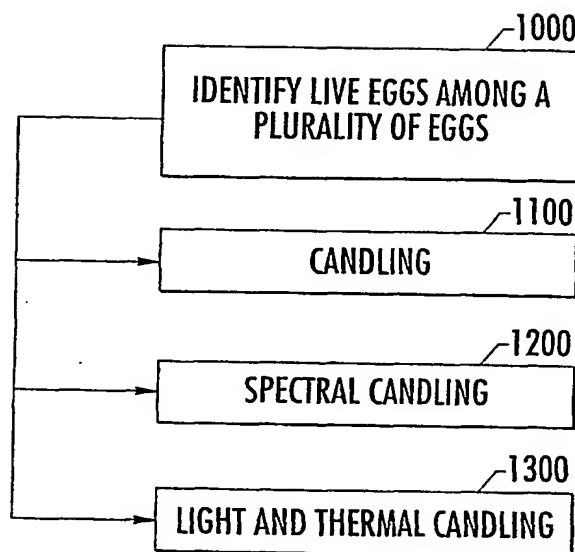 1000
IDENTIFY LIVE EGGS AMONG A
PLURALITY OF EGGS
1100
CANDLING
1200
SPECTRAL CANDLING
1300
LIGHT AND THERMAL CANDLING